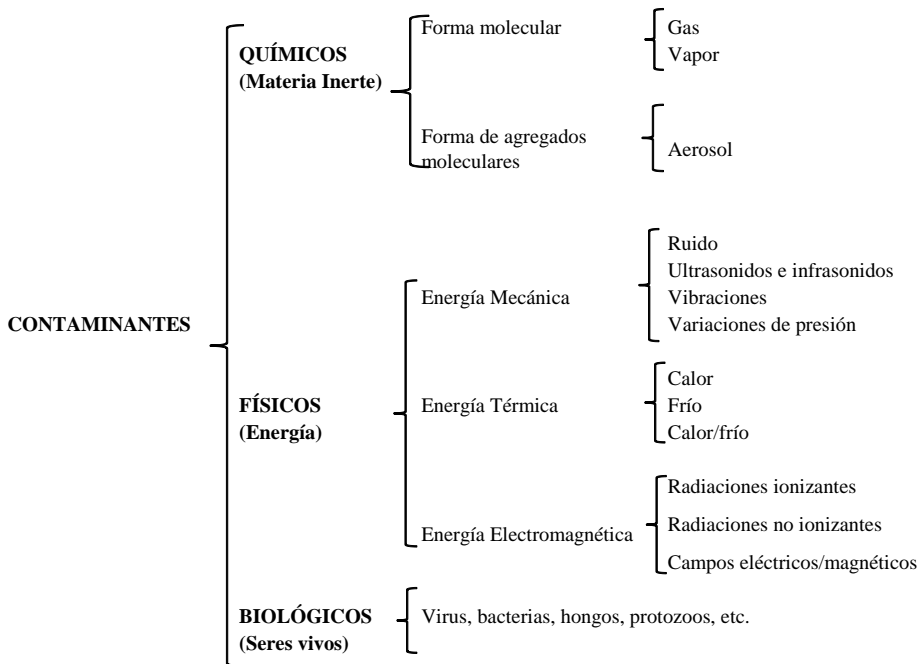 CONTAMINANTES
QUÍMICOS
(Materia Inerte)
Forma molecular
Gas
Vapor
Forma de agregados
moleculares
Aerosol
FÍSICOS
(Energía)
Energía Mecánica
Ruido
Ultrasonidos e infrasonidos
Vibraciones
Variaciones de presión
Energía Térmica
Calor
Frío
Calor/frío
Energía Electromagnética
Radiaciones ionizantes
Radiaciones no ionizantes
Campos eléctricos/magnéticos
BIOLÓGICOS
(Seres vivos)
Virus, bacterias, hongos, protozoos, etc.